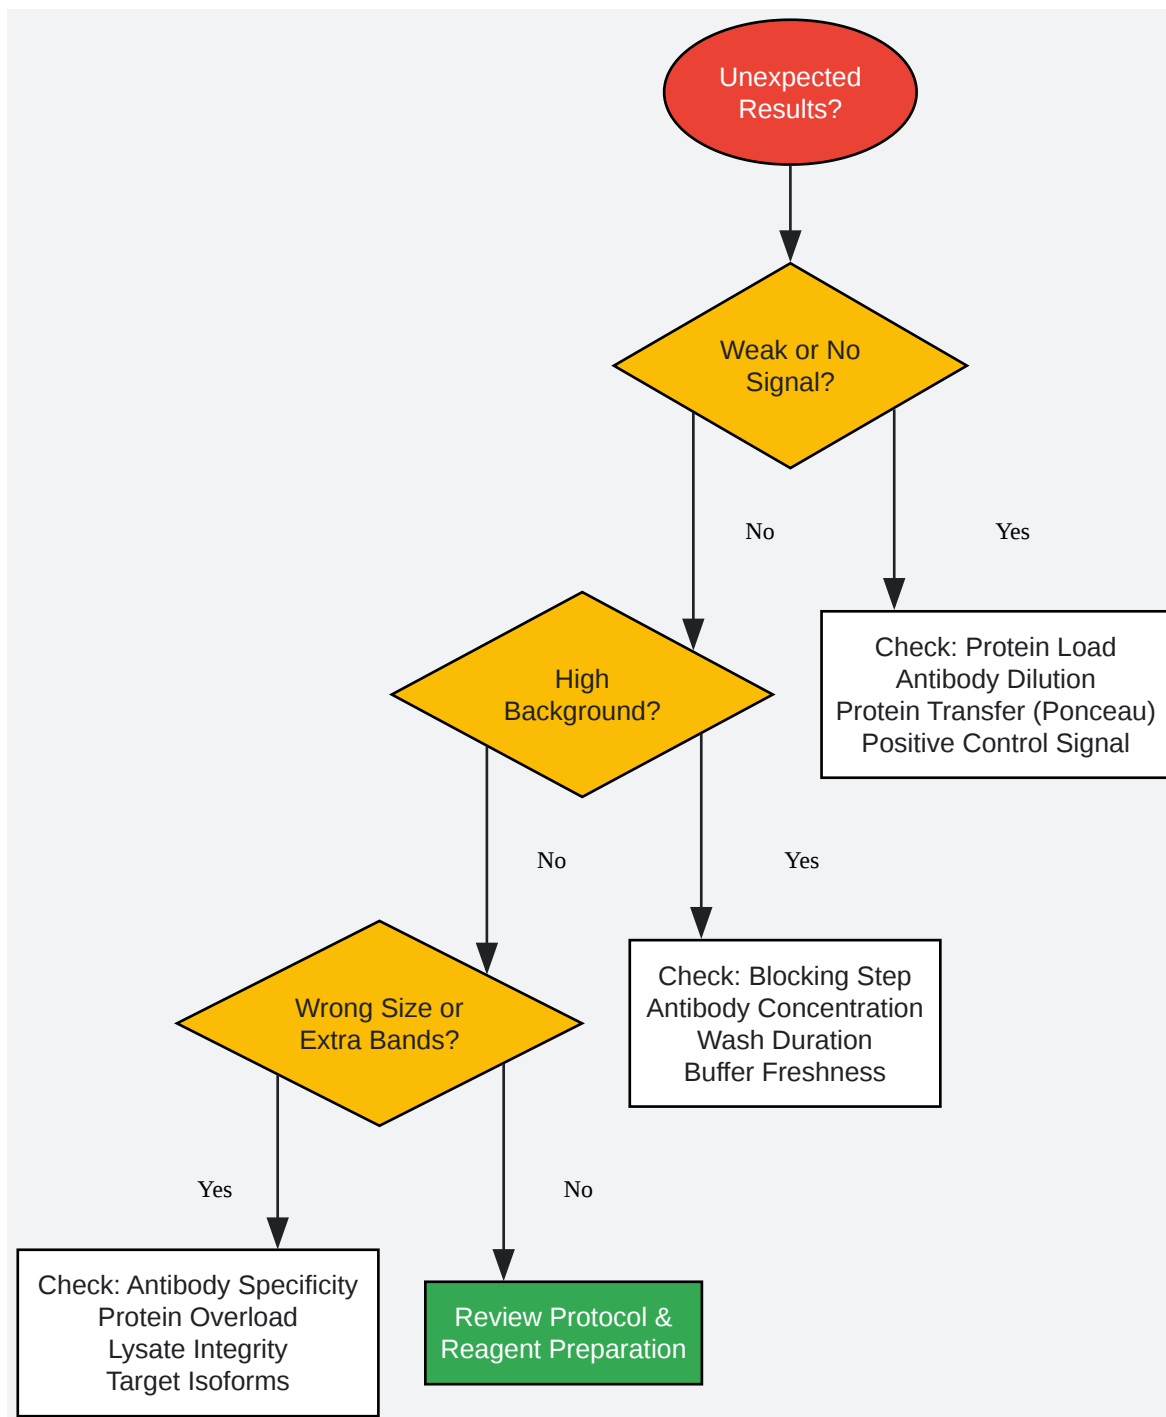 Unexpected
Results?
Weak or No
Signal?
No
Yes
Check: Protein Load
Antibody Dilution
Protein Transfer (Ponceau)
Positive Control Signal
High
Background?
No
Yes
Check: Blocking Step
Antibody Concentration
Wash Duration
Buffer Freshness
Wrong Size or
Extra Bands?
Yes
No
Check: Antibody Specificity
Protein Overload
Lysate Integrity
Target Isoforms
Review Protocol &
Reagent Preparation